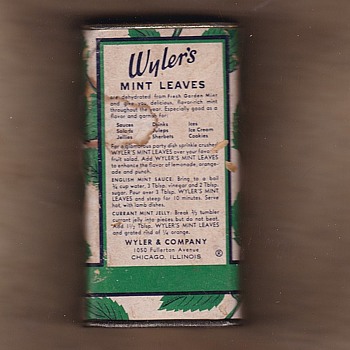 Wyler's
MINT LEAVES
are dehydrated from Fresh Garden Mint
and give you delicious, flavor-rich mint
throughout the year. Especially good as a
flavor and garnish for:
Sauces Drinks Ices
Salads Juleps Ice Cream
Jellies Sherbets Cookies
For a glamorous party dish sprinkle crushed
WYLER'S MINT LEAVES over your favorite
fruit salad. Add WYLER'S MINT LEAVES
to enhance the flavor of lemonade, orange-
ade and punch.
ENGLISH MINT SAUCE: Bring to a boil
¾ cup water, 3 Tblsp. vinegar and 2 Tblsp.
sugar. Pour over 3 Tblsp. WYLER'S MINT
LEAVES and steep for 10 minutes. Serve
hot, with lamb dishes.
CURRANT MINT JELLY: Break tumbler
currant jelly into pieces but do not beat.
Add 1½ Tblsp. WYLER'S MINT LEAVES
and grated rind of ¼ orange.
WYLER & COMPANY
1050 Fullerton Avenue
CHICAGO, ILLINOIS